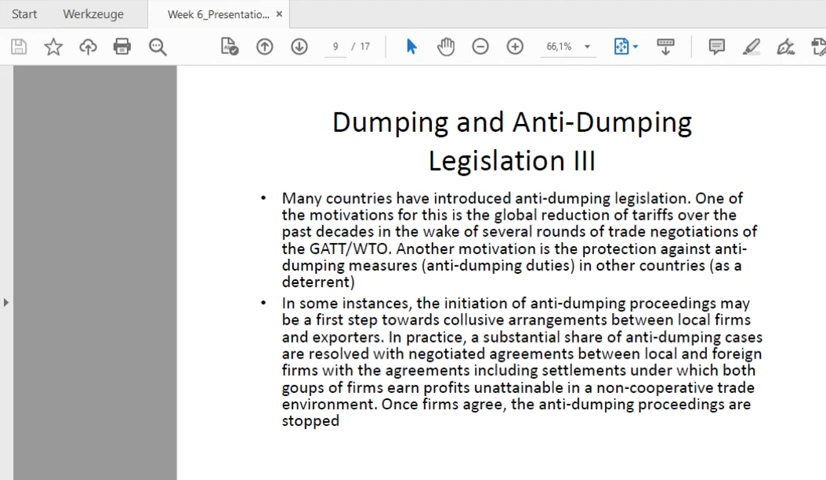 Start Werkzeuge Week 6_Presentatio... ×
9 / 17 66,1%
Dumping and Anti-Dumping
Legislation III
• Many countries have introduced anti-dumping legislation. One of
the motivations for this is the global reduction of tariffs over the
past decades in the wake of several rounds of trade negotiations of
the GATT/WTO. Another motivation is the protection against anti-
dumping measures (anti-dumping duties) in other countries (as a
deterrent)
• In some instances, the initiation of anti-dumping proceedings may
be a first step towards collusive arrangements between local firms
and exporters. In practice, a substantial share of anti-dumping cases
are resolved with negotiated agreements between local and foreign
firms with the agreements including settlements under which both
goups of firms earn profits unattainable in a non-cooperative trade
environment. Once firms agree, the anti-dumping proceedings are
stopped